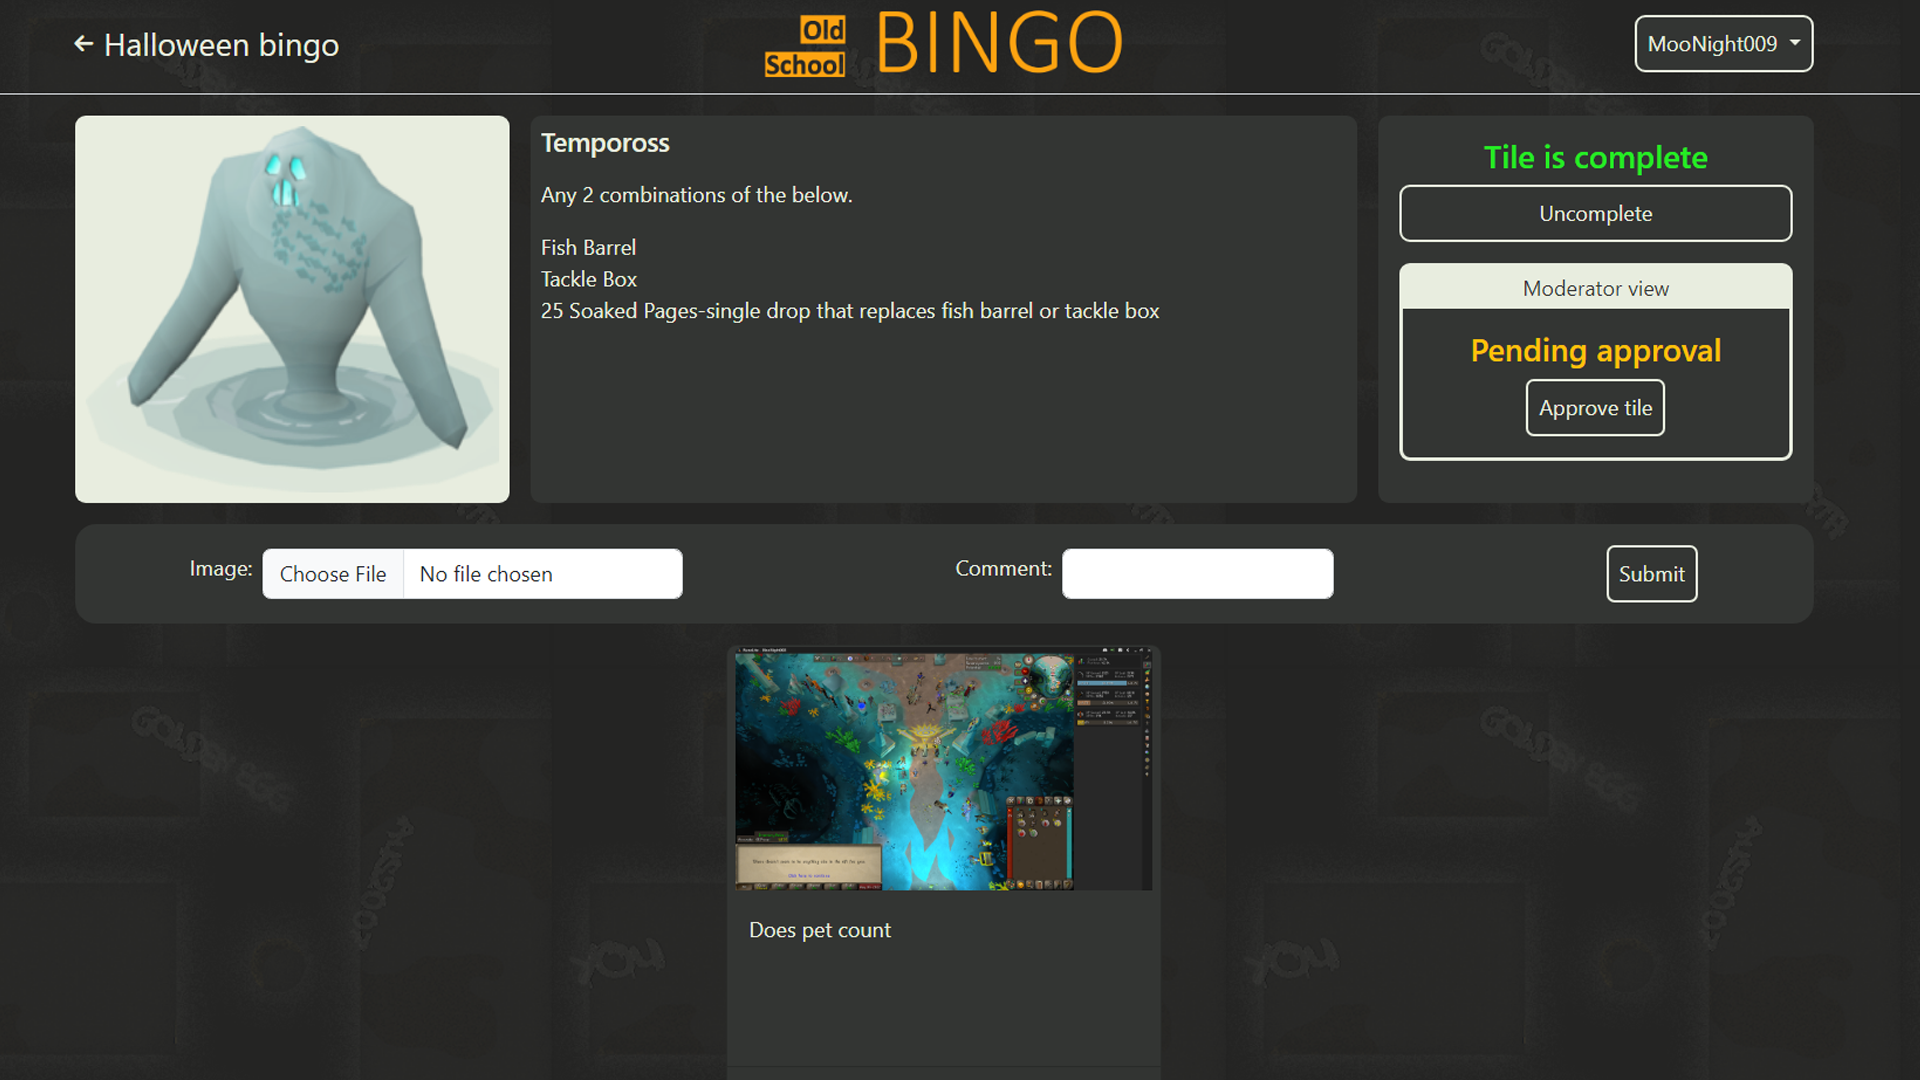 ← Halloween bingo
Old School BINGO
MooNight009
Tempoross
Any 2 combinations of the below.
Fish Barrel
Tackle Box
25 Soaked Pages-single drop that replaces fish barrel or tackle box
Tile is complete
Uncomplete
Moderator view
Pending approval
Approve tile
Image:
Choose File
No file chosen
Comment:
Submit
Does pet count